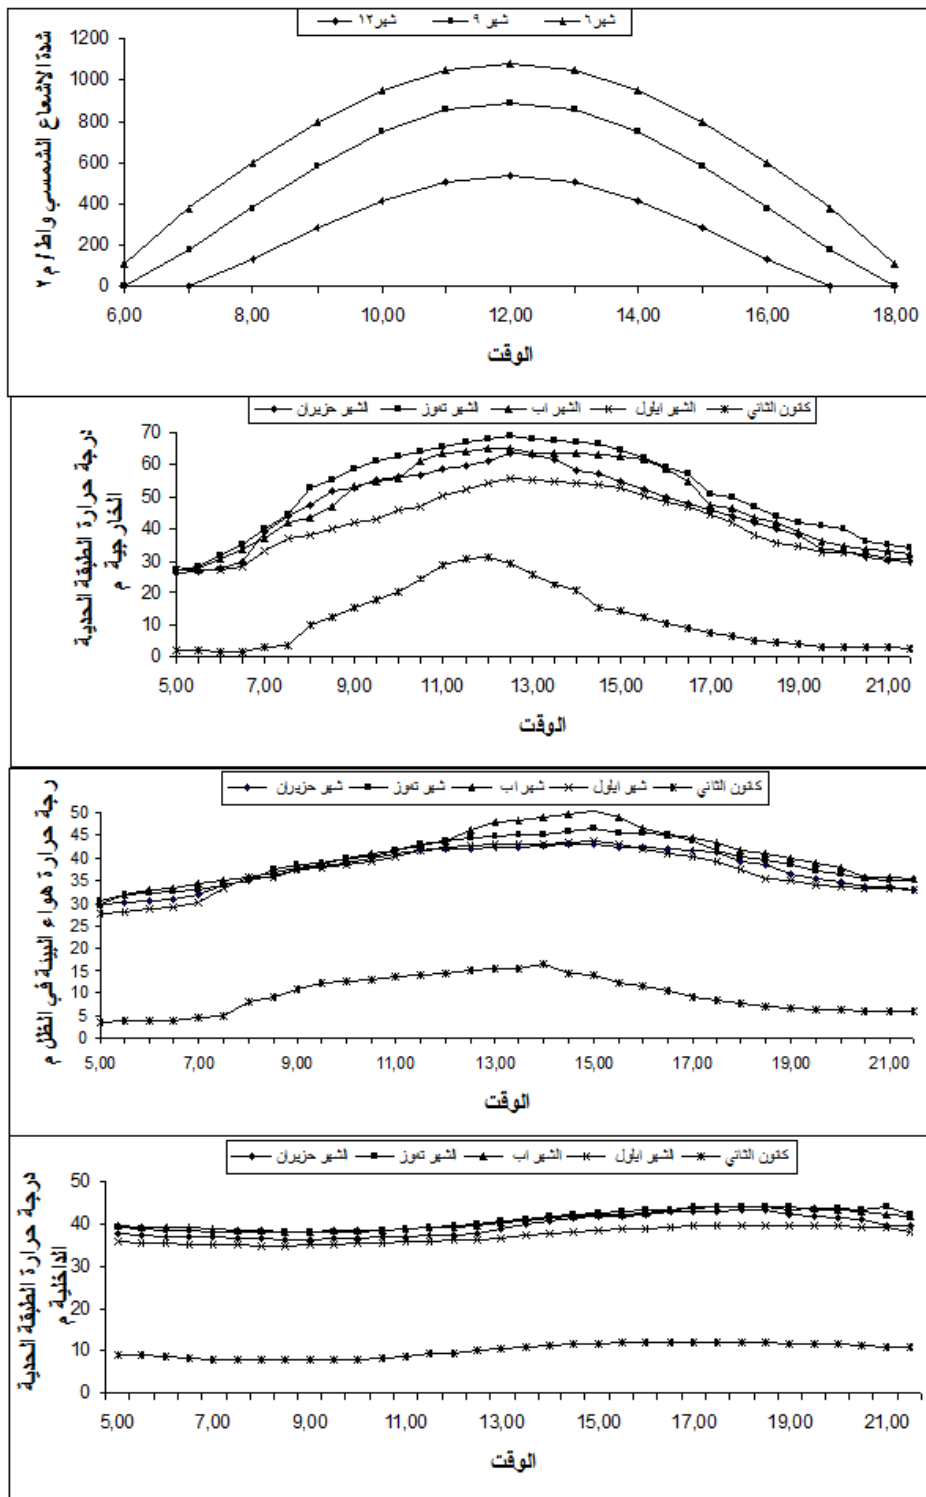 شهر ٦ شهر ٩ شهر ١٢
شدة الاشعاع الشمسي واط / م ٢
1200
1000
800
600
400
200
0
6,00 8,00 10,00 12,00 14,00 16,00 18,00
الوقت
الشهر حزيران الشهر تموز الشهر اب الشهر ايلول كانون الثاني
درجة حرارة الطبقة الحدية
الخارجية م
70
60
50
40
30
20
10
0
5,00 7,00 9,00 11,00 13,00 15,00 17,00 19,00 21,00
الوقت
شهر حزيران شهر تموز شهر اب شهر ايلول كانون الثاني
رجة حرارة هواء البيئة في الظل م
50
45
40
35
30
25
20
15
10
5
0
5,00 7,00 9,00 11,00 13,00 15,00 17,00 19,00 21,00
الوقت
الشهر حزيران الشهر تموز الشهر اب الشهر ايلول كانون الثاني
درجة حرارة الطبقة الحدية
الداخلية م
50
40
30
20
10
0
5,00 7,00 9,00 11,00 13,00 15,00 17,00 19,00 21,00
الوقت